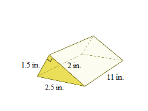 1.5 in.
2 in.
11 in.
2.5 in.